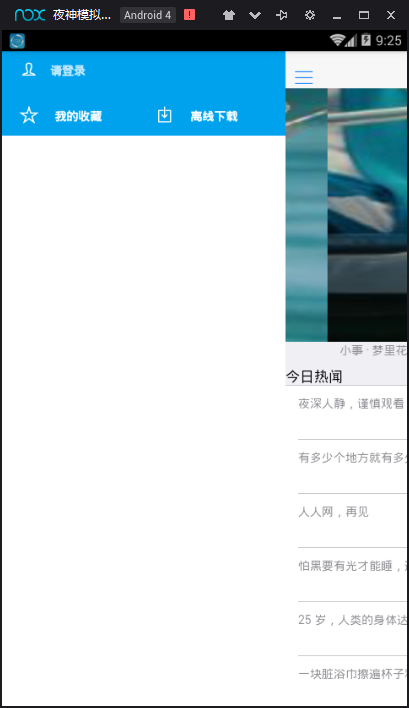 nox 夜神模拟... Android 4
9:25
请登录
我的收藏 离线下载
小事 · 梦里花
今日热闻
夜深人静，谨慎观看
有多少个地方就有多
人人网，再见
怕黑要有光才能睡，
25 岁，人类的身体达
一块脏浴巾擦遍杯子